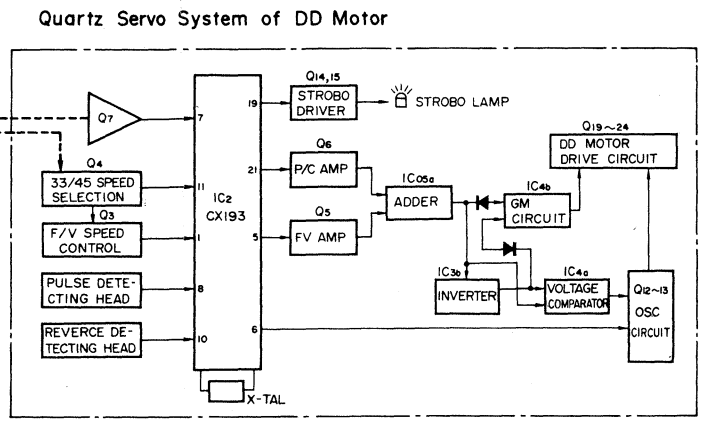 Quartz Servo System of DD Motor
Q7
7
Q4
33/45 SPEED
SELECTION
11
Q3
F/V SPEED
CONTROL
1
PULSE DETE-
CTING HEAD
8
REVERCE DE-
TECTING HEAD
10
IC2
CX193
X-TAL
19
Q14,15
STROBO
DRIVER
STROBO LAMP
21
Q6
P/C AMP
5
Q5
FV AMP
6
IC05a
ADDER
IC4b
GM
CIRCUIT
Q19~24
DD MOTOR
DRIVE CIRCUIT
IC3b
INVERTER
IC4a
VOLTAGE
COMPARATOR
Q12~13
OSC
CIRCUIT